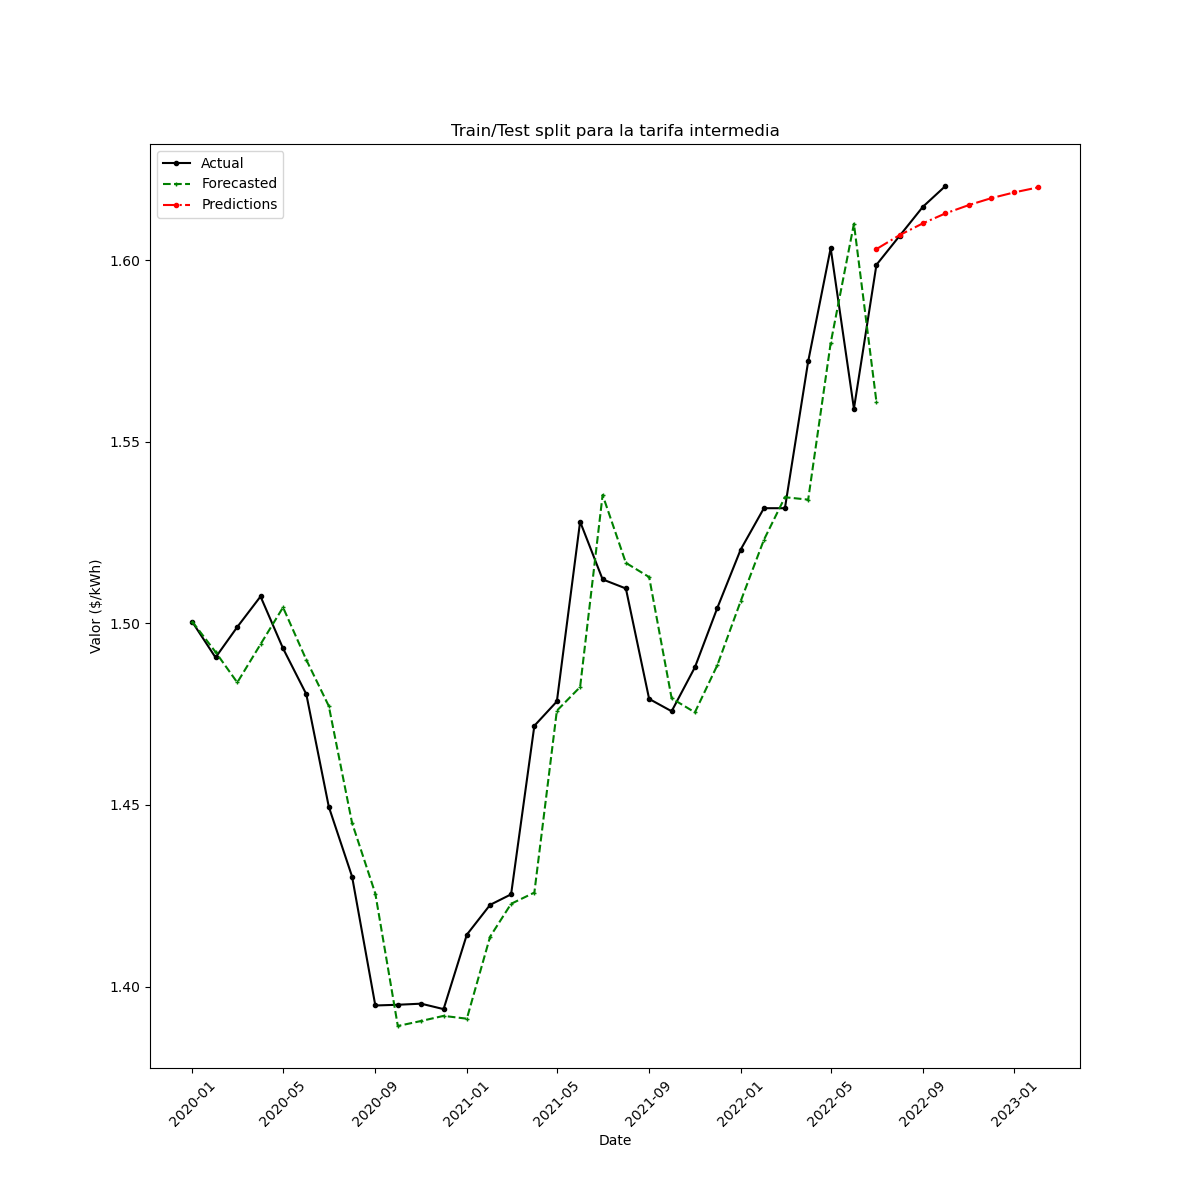 Train/Test split para la tarifa intermedia
Actual
Forecasted
Predictions
1.60
1.55
1.50
1.45
1.40
Valor ($/kWh)
2020-01
2020-05
2020-09
2021-01
2021-05
2021-09
2022-01
2022-05
2022-09
2023-01
Date